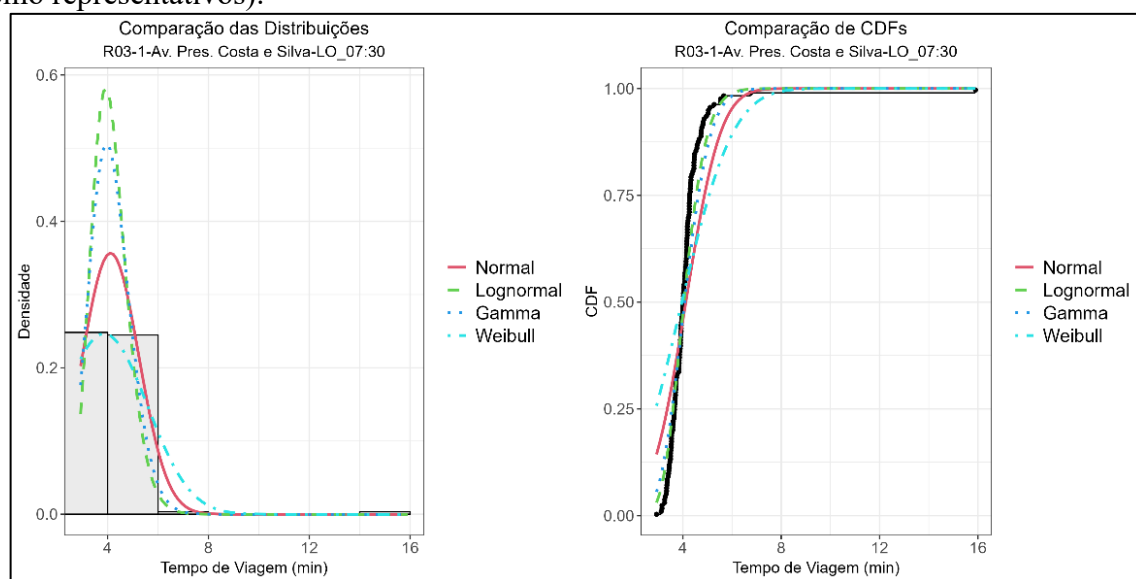 omo representativos).
Comparação das Distribuições
R03-1-Av. Pres. Costa e Silva-LO_07:30
0.6
0.4
0.2
0.0
Densidade
4
8
12
16
Tempo de Viagem (min)
Normal
Lognormal
Gamma
Weibull
Comparação de CDFs
R03-1-Av. Pres. Costa e Silva-LO_07:30
1.00
0.75
0.50
0.25
0.00
CDF
4
8
12
16
Tempo de Viagem (min)
Normal
Lognormal
Gamma
Weibull